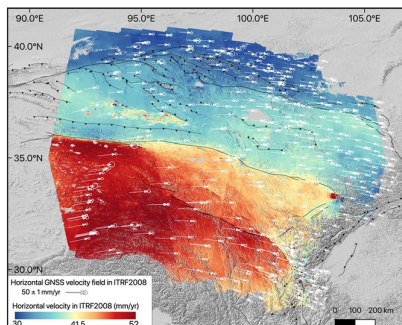 90.0°E 95.0°E 100.0°E 105.0°E
40.0°N
35.0°N
30.0°N
Horizontal GNSS velocity field in ITRF2008
50 ± 1 mm/yr
Horizontal velocity in ITRF2008 (mm/yr)
30 41.5 52
0 100 200 km